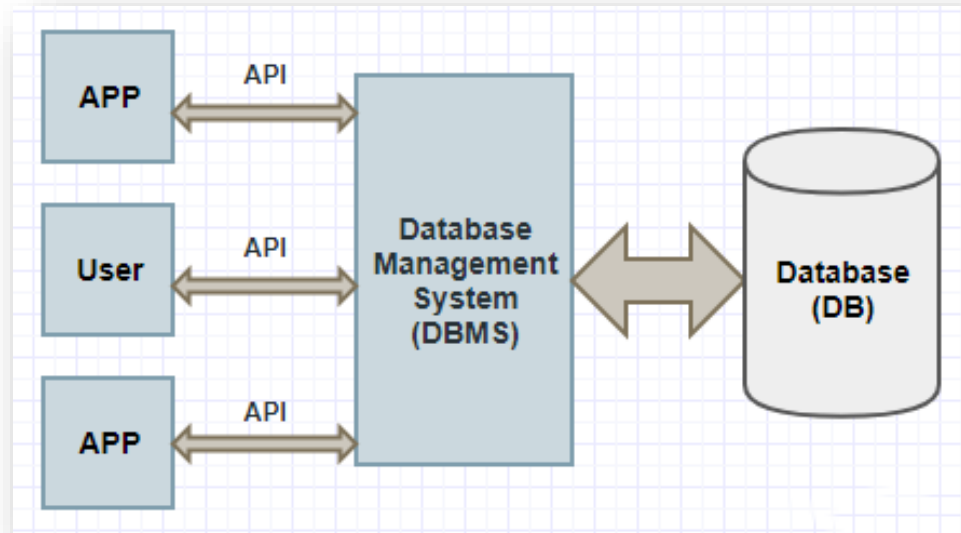 APP
API
User
API
APP
API
Database
Management
System
(DBMS)
Database
(DB)